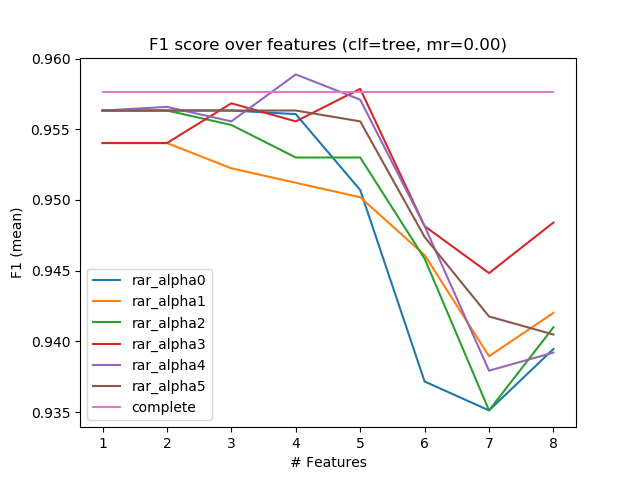 F1 score over features (clf=tree, mr=0.00)
0.960
0.955
0.950
0.945
0.940
0.935
F1 (mean)
rar_alpha0
rar_alpha1
rar_alpha2
rar_alpha3
rar_alpha4
rar_alpha5
complete
1 2 3 4 5 6 7 8
# Features